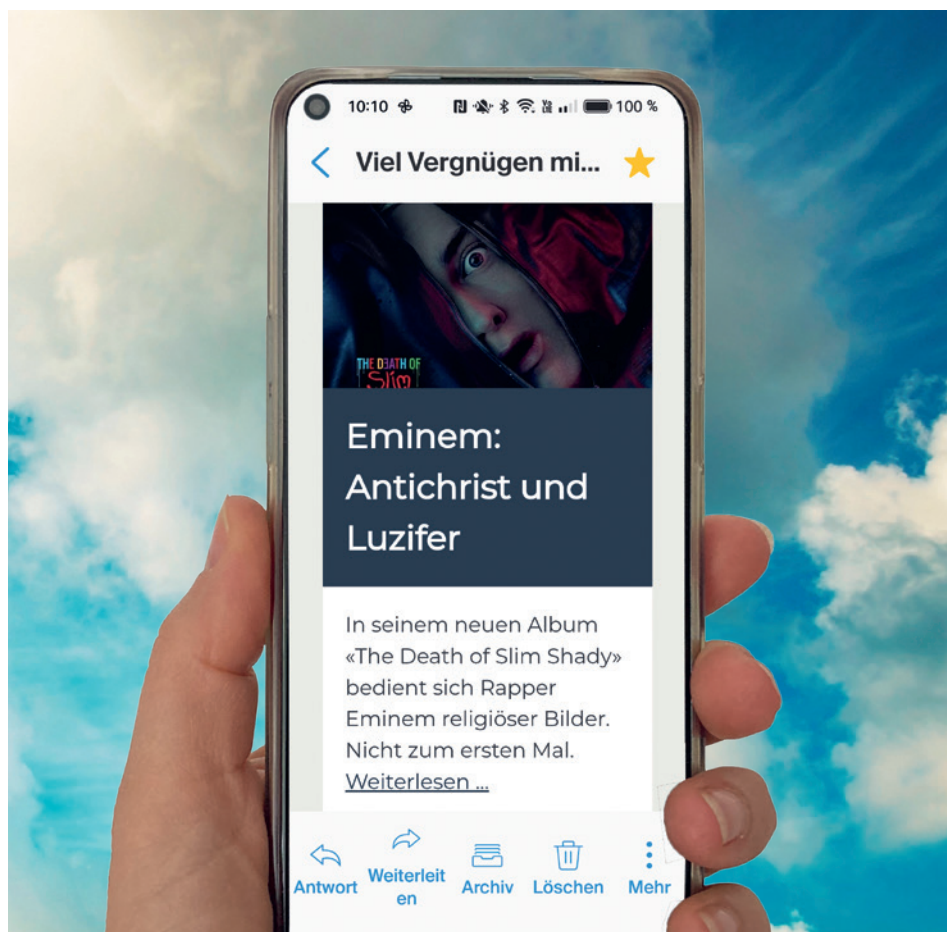 10:10
100 %
Viel Vergnügen mi...
THE DEATH OF
Slim
Eminem:
Antichrist und
Luzifer
In seinem neuen Album
«The Death of Slim Shady»
bedient sich Rapper
Eminem religiöser Bilder.
Nicht zum ersten Mal.
Weiterlesen ...
Antwort
Weiterleit
en
Archiv
Löschen
Mehr